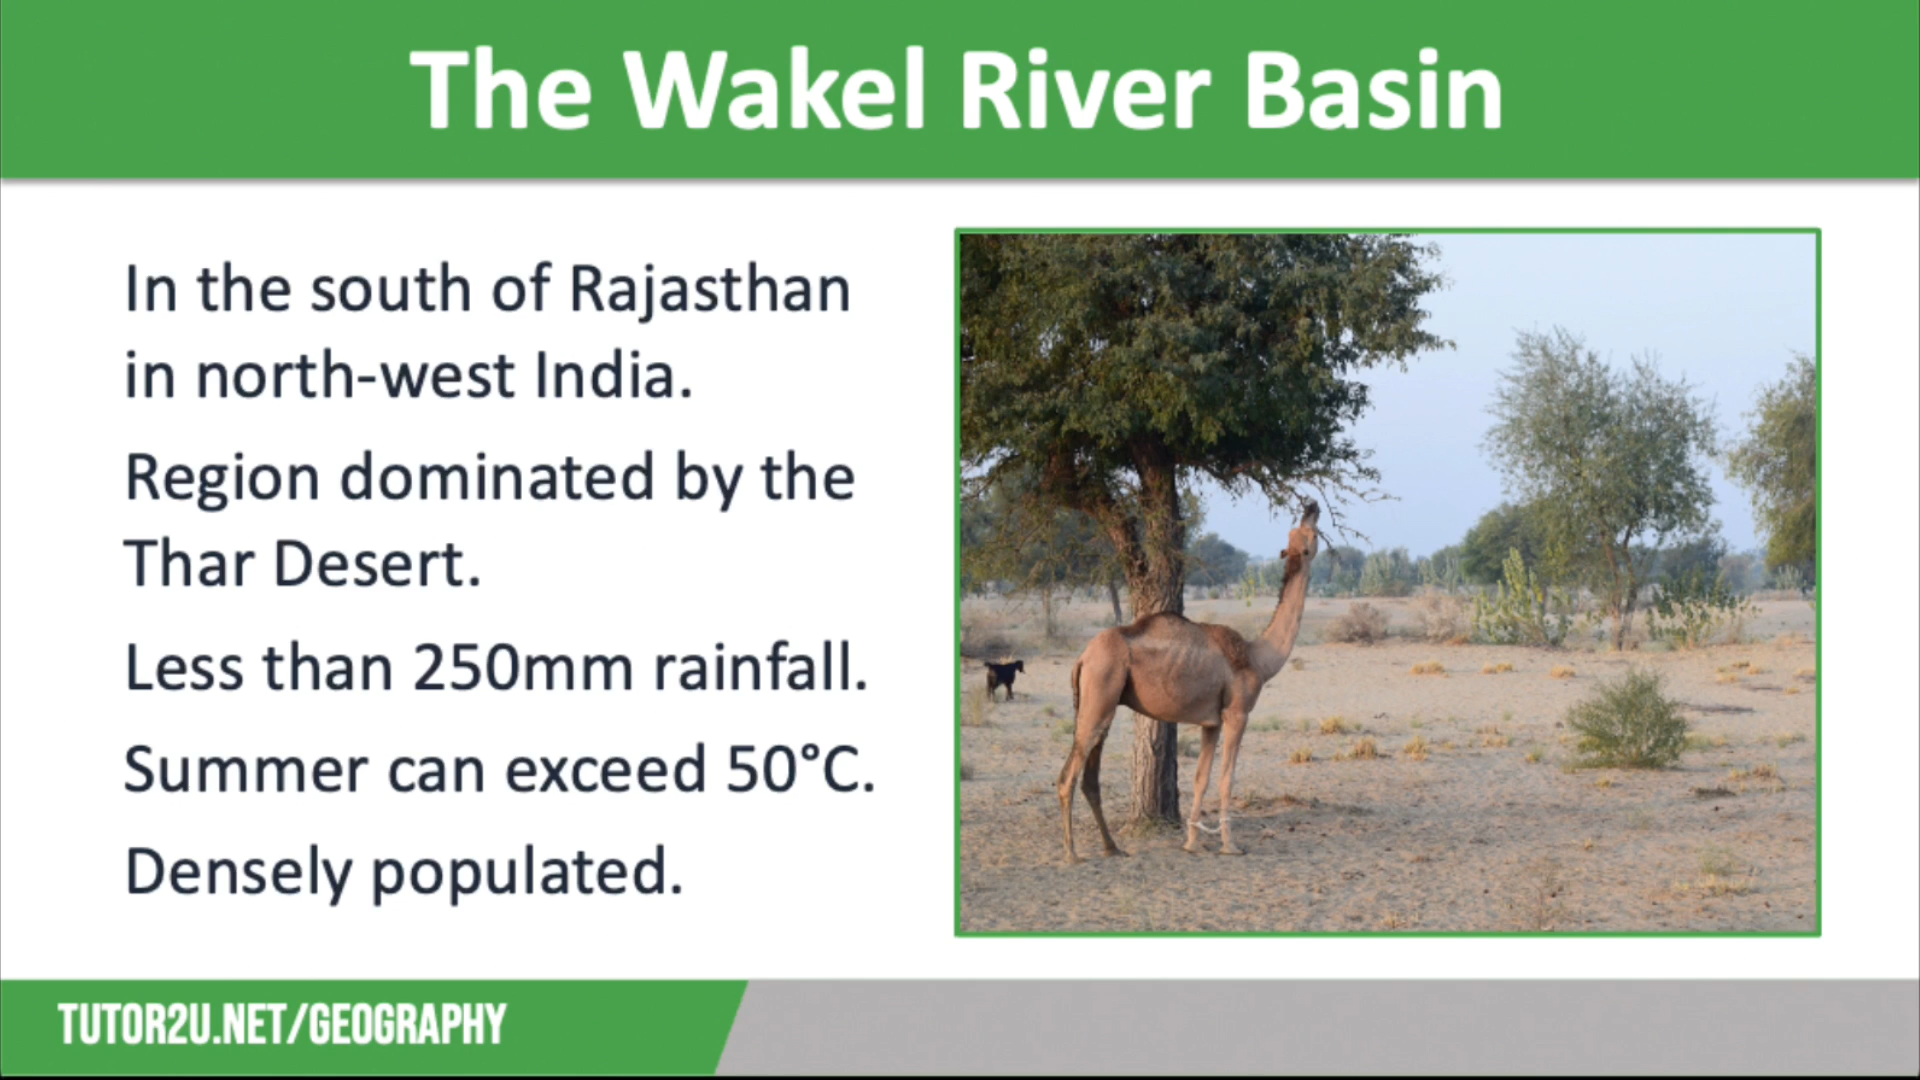 The Wakel River Basin
In the south of Rajasthan
in north-west India.
Region dominated by the
Thar Desert.
Less than 250mm rainfall.
Summer can exceed 50°C.
Densely populated.
TUTOR2U.NET/GEOGRAPHY